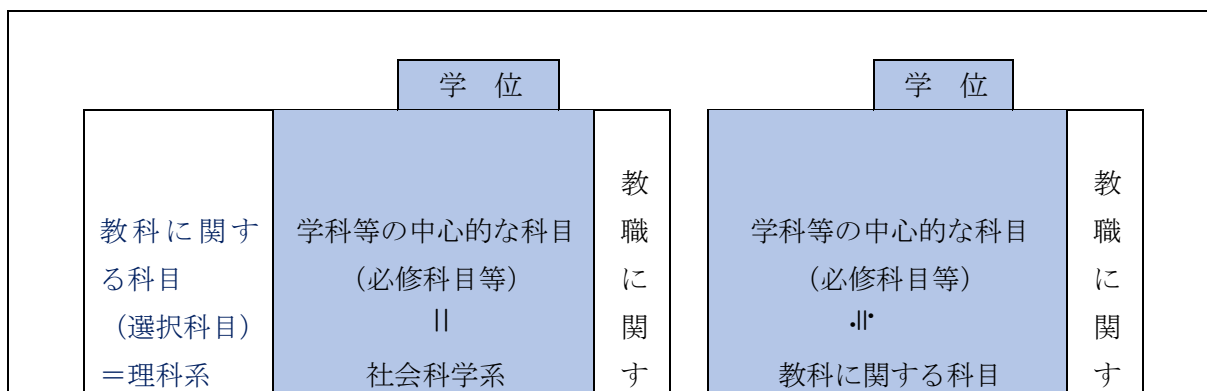 学 位
教科に関す
る科目
(選択科目)
＝理科系
学科等の中心的な科目
(必修科目等)
||
社会科学系
教職に関す
学 位
学科等の中心的な科目
(必修科目等)
≒
教科に関する科目
教職に関す